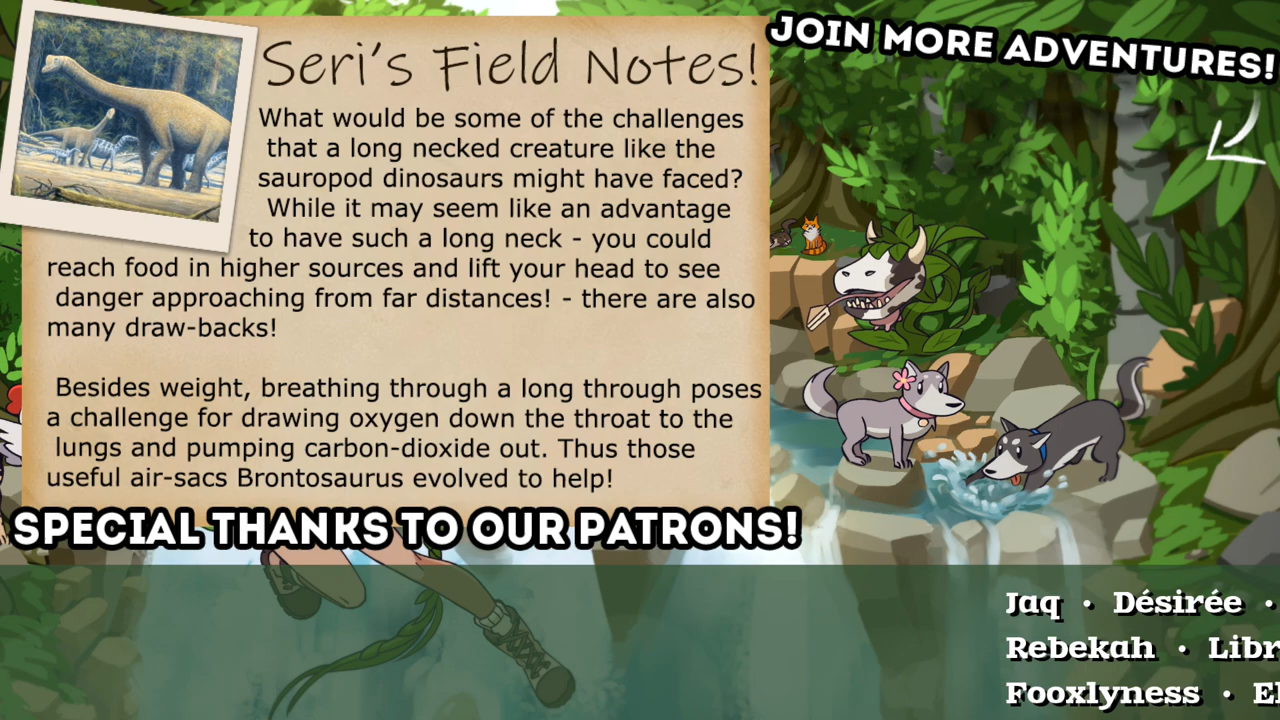 Seri's Field Notes!
What would be some of the challenges
that a long necked creature like the
sauropod dinosaurs might have faced?
While it may seem like an advantage
to have such a long neck - you could
reach food in higher sources and lift your head to see
danger approaching from far distances! - there are also
many draw-backs!
Besides weight, breathing through a long through poses
a challenge for drawing oxygen down the throat to the
lungs and pumping carbon-dioxide out. Thus those
useful air-sacs Brontosaurus evolved to help!
JOIN MORE ADVENTURES!
SPECIAL THANKS TO OUR PATRONS!
Jaq · Désirée ·
Rebekah ·
Fooxlyness ·